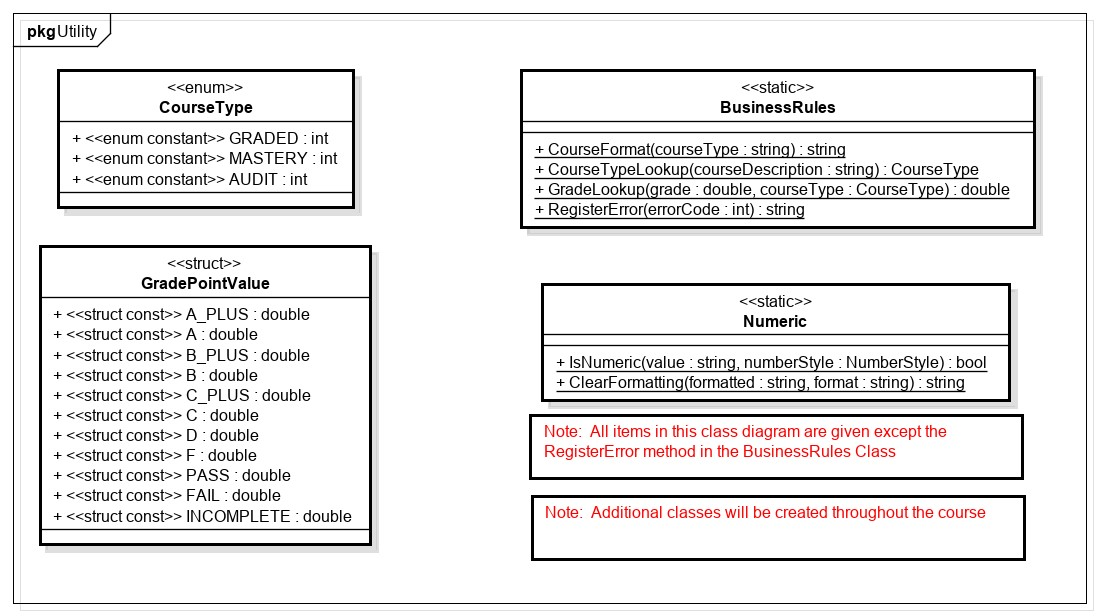 pkg Utility
<<enum>>
CourseType
+ <<enum constant>> GRADED : int
+ <<enum constant>> MASTERY : int
+ <<enum constant>> AUDIT : int
<<struct>>
GradePointValue
+ <<struct const>> A_PLUS : double
+ <<struct const>> A : double
+ <<struct const>> B_PLUS : double
+ <<struct const>> B : double
+ <<struct const>> C_PLUS : double
+ <<struct const>> C : double
+ <<struct const>> D : double
+ <<struct const>> F : double
+ <<struct const>> PASS : double
+ <<struct const>> FAIL : double
+ <<struct const>> INCOMPLETE : double
<<static>>
BusinessRules
+ CourseFormat(courseType : string) : string
+ CourseTypeLookup(courseDescription : string) : CourseType
+ GradeLookup(grade : double, courseType : CourseType) : double
+ RegisterError(errorCode : int) : string
<<static>>
Numeric
+ IsNumeric(value : string, numberStyle : NumberStyle) : bool
+ ClearFormatting(formatted : string, format : string) : string
Note:  All items in this class diagram are given except the
RegisterError method in the BusinessRules Class
Note:  Additional classes will be created throughout the course